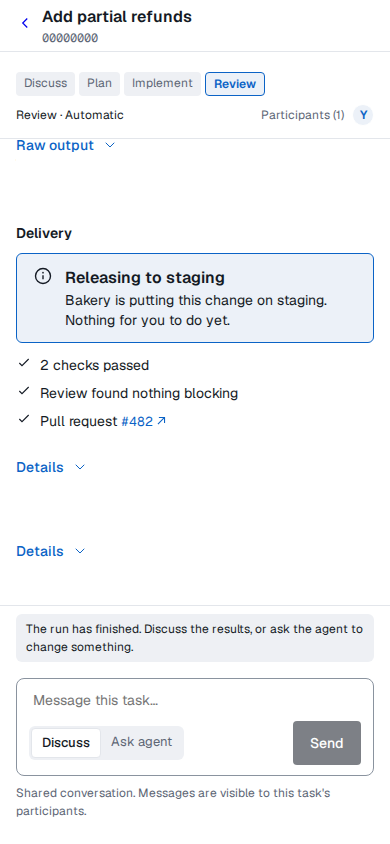 Add partial refunds
00000000
Discuss Plan Implement Review
Review · Automatic Participants (1) Y
Raw output
Delivery
Releasing to staging
Bakery is putting this change on staging.
Nothing for you to do yet.
2 checks passed
Review found nothing blocking
Pull request #482
Details
Details
The run has finished. Discuss the results, or ask the agent to
change something.
Message this task...
Discuss Ask agent Send
Shared conversation. Messages are visible to this task's
participants.